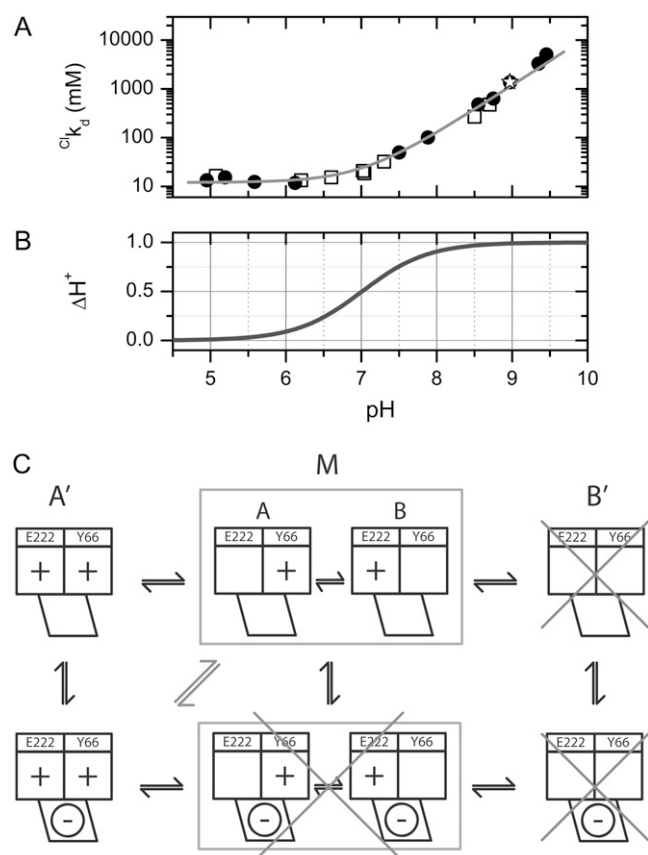 A
Clkd (mM)
10000
1000
100
10
B
ΔH+
1.0
0.5
0.0
5 6 7 8 9 10
pH
C
M
A' B'
A B
E222 Y66 E222 Y66 E222 Y66 E222 Y66
+ + + +
E222 Y66 E222 Y66 E222 Y66 E222 Y66
+ + + +
- - - -